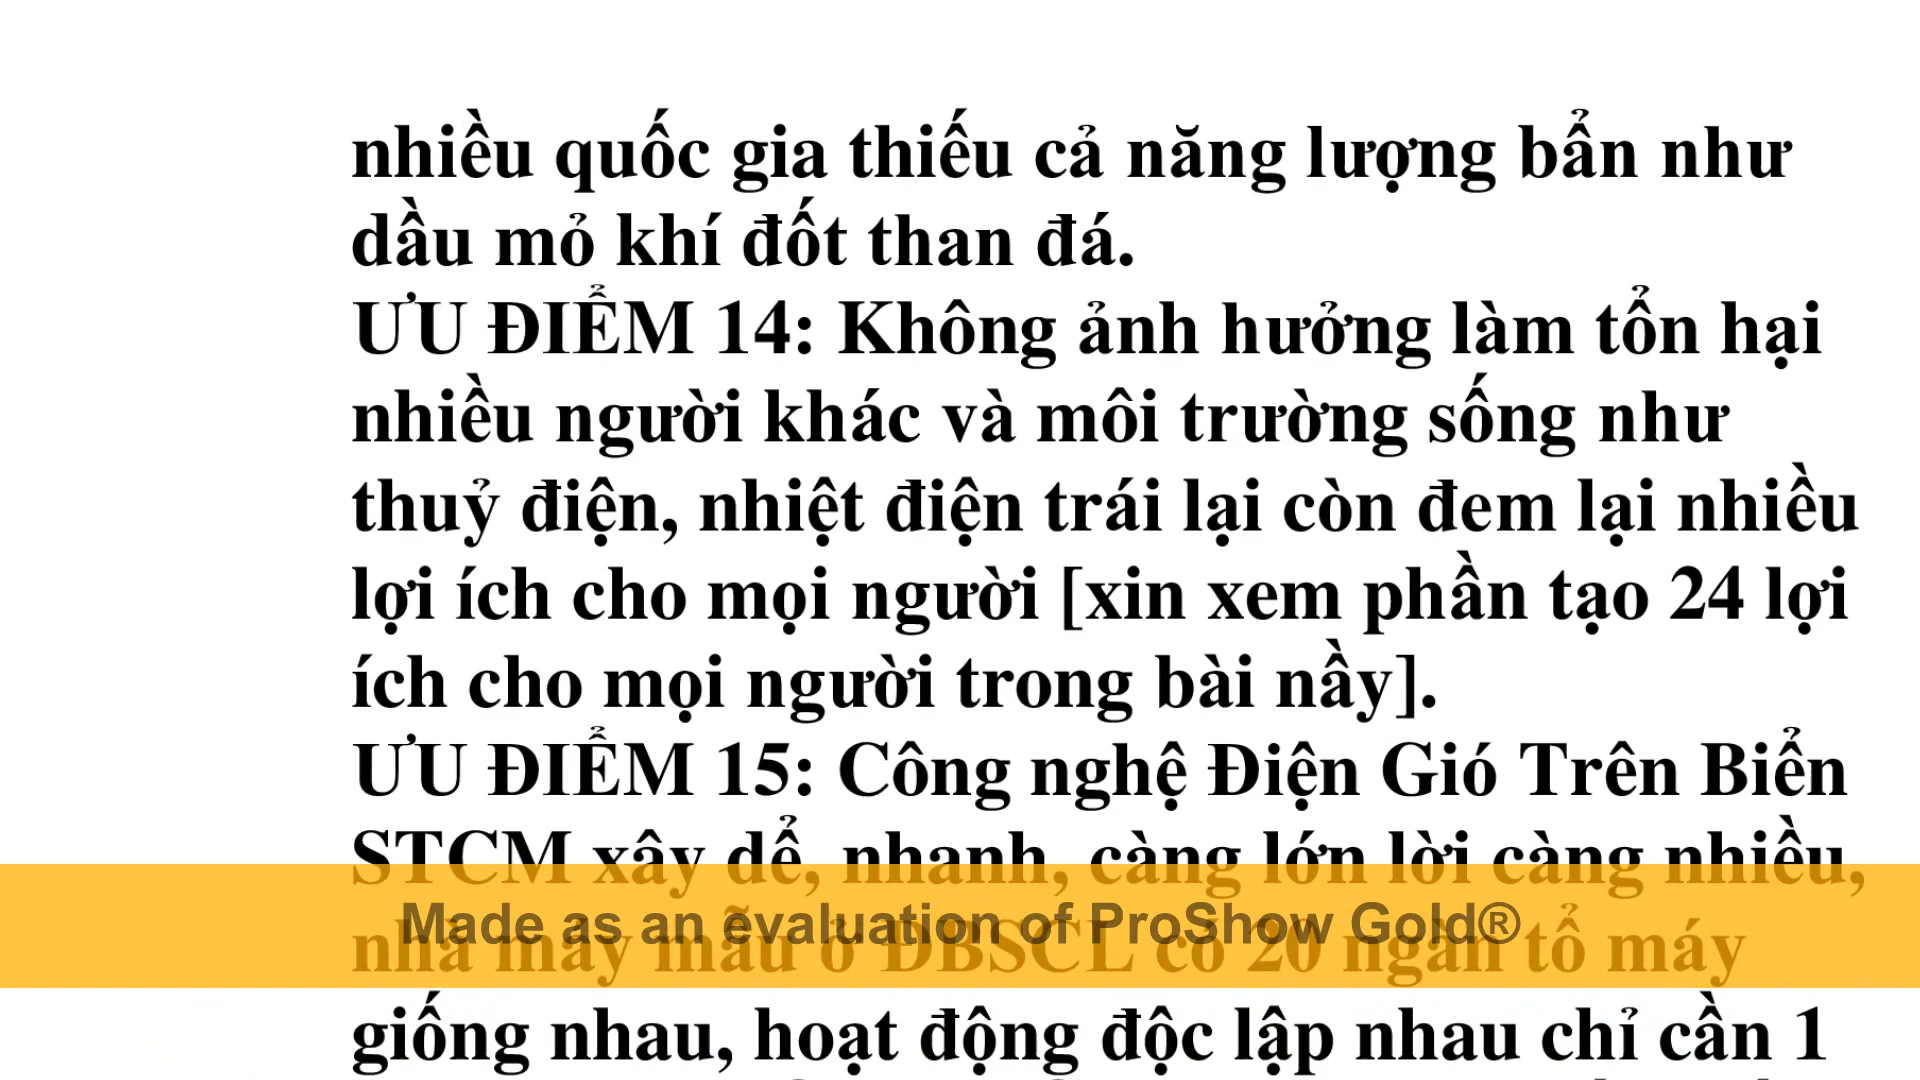 nhiều quốc gia thiếu cả năng lượng bẩn như
dầu mỏ khí đốt than đá.
ƯU ĐIỂM 14: Không ảnh hưởng làm tổn hại
nhiều người khác và môi trường sống như
thuỷ điện, nhiệt điện trái lại còn đem lại nhiều
lợi ích cho mọi người [xin xem phần tạo 24 lợi
ích cho mọi người trong bài nầy].
ƯU ĐIỂM 15: Công nghệ Điện Gió Trên Biển
STCM xây dể, nhanh, càng lớn lời càng nhiều,
Made as an evaluation of ProShow Gold®
nhà máy mẫu ở ĐBSCL có 20 ngàn tổ máy
giống nhau, hoạt động độc lập nhau chỉ cần 1